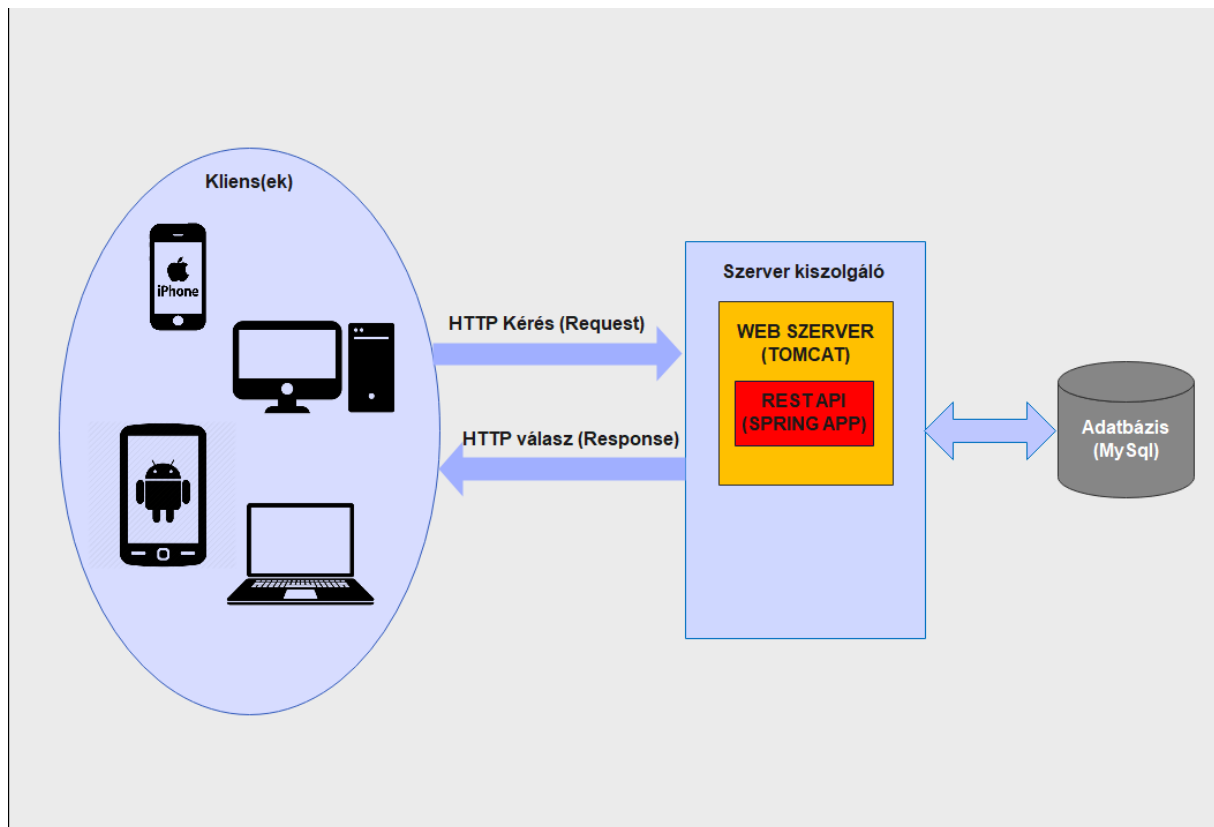 Kliens(ek)
iPhone
HTTP Kérés (Request)
HTTP válasz (Response)
Szerver kiszolgáló
WEB SZERVER
(TOMCAT)
REST API
(SPRING APP)
Adatbázis
(MySql)